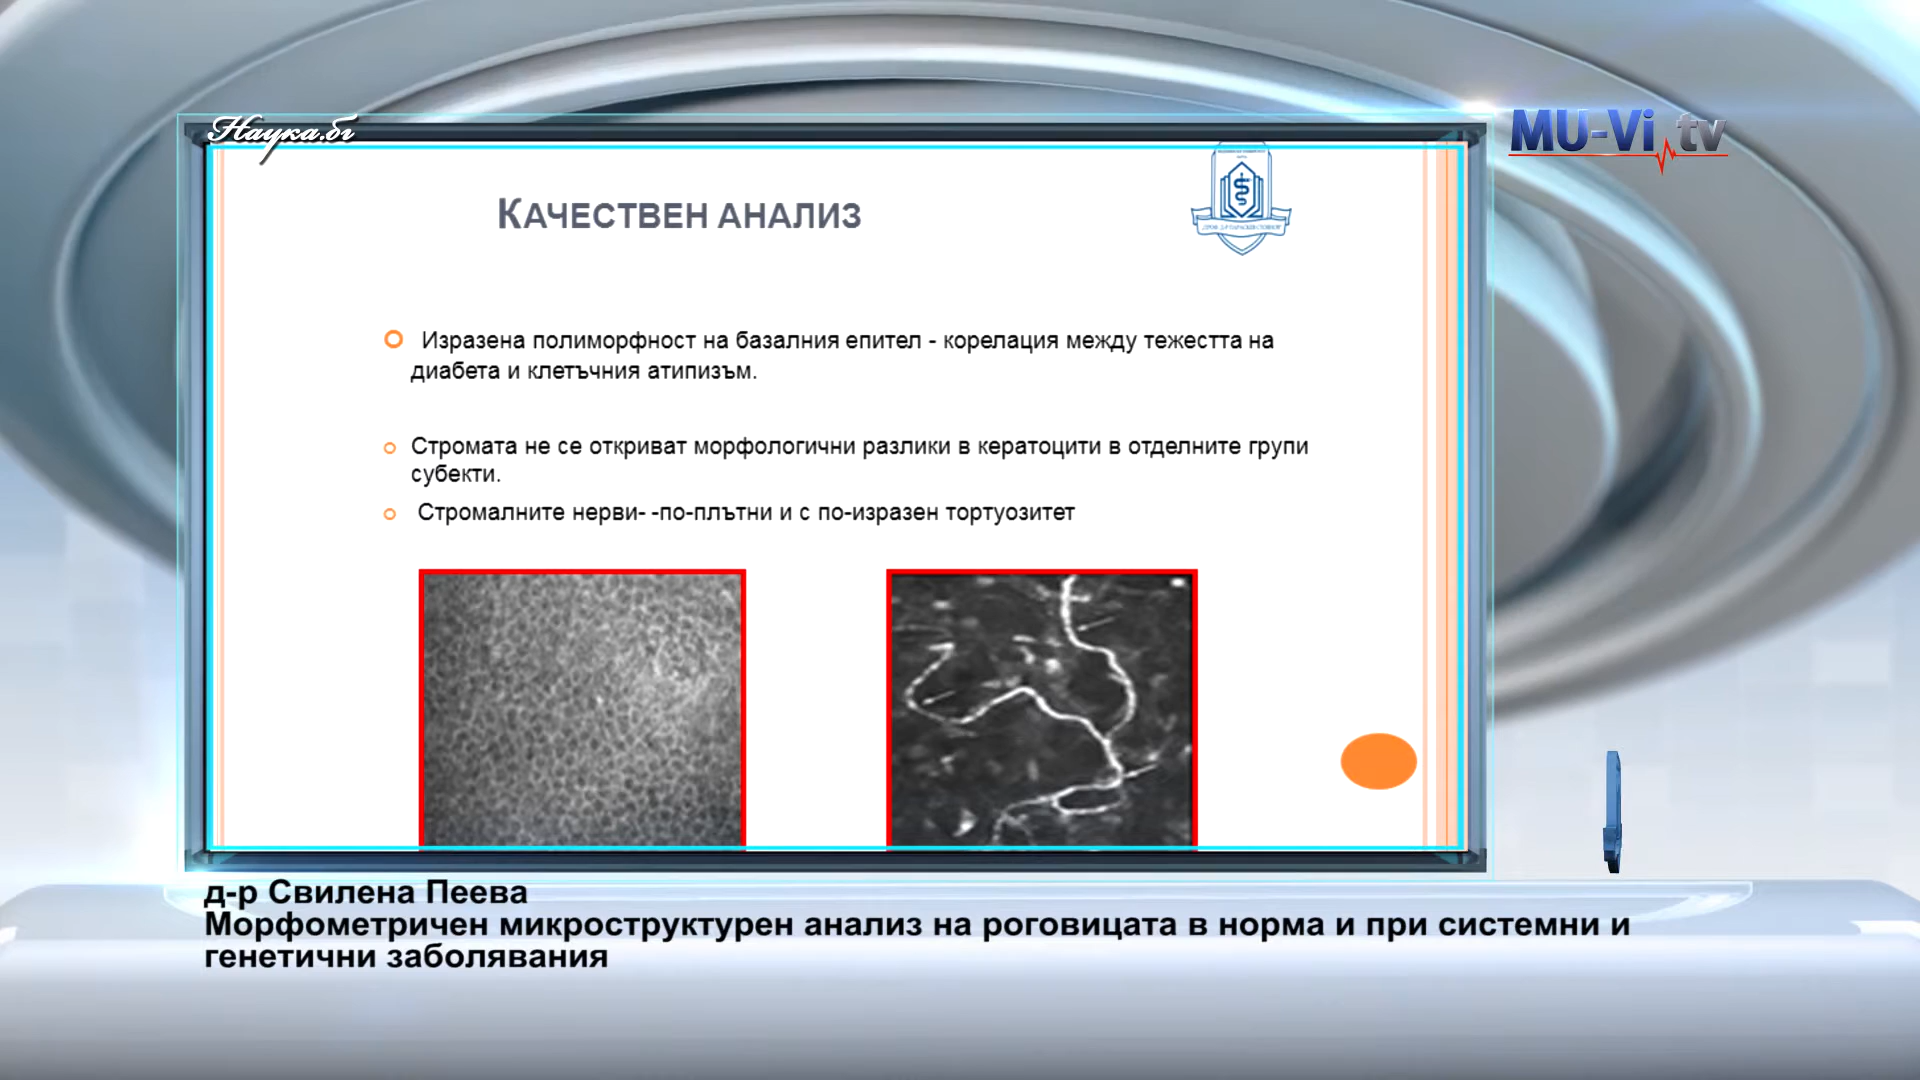 Наука.бг
MU-Vi.tv
КАЧЕСТВЕН АНАЛИЗ
Изразена полиморфност на базалния епител - корелация между тежестта на
диабета и клетъчния атипизъм.
Стромата не се откриват морфологични разлики в кератоцити в отделните групи
субекти.
Стромалните нерви- -по-плътни и с по-изразен тортуозитет
д-р Свилена Пеева
Морфометричен микроструктурен анализ на роговицата в норма и при системни и
генетични заболявания